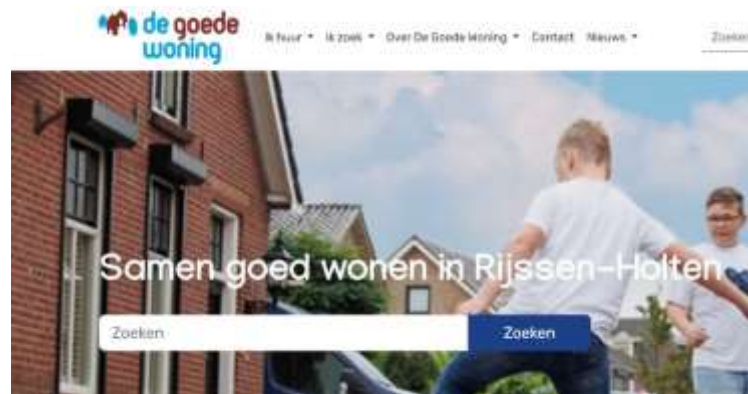 de goede
woning
Ik huur Ik zoek Over De Goede Woning Contact Nieuws Zoeken
Samen goed wonen in Rijssen-Holten
Zoeken Zoeken